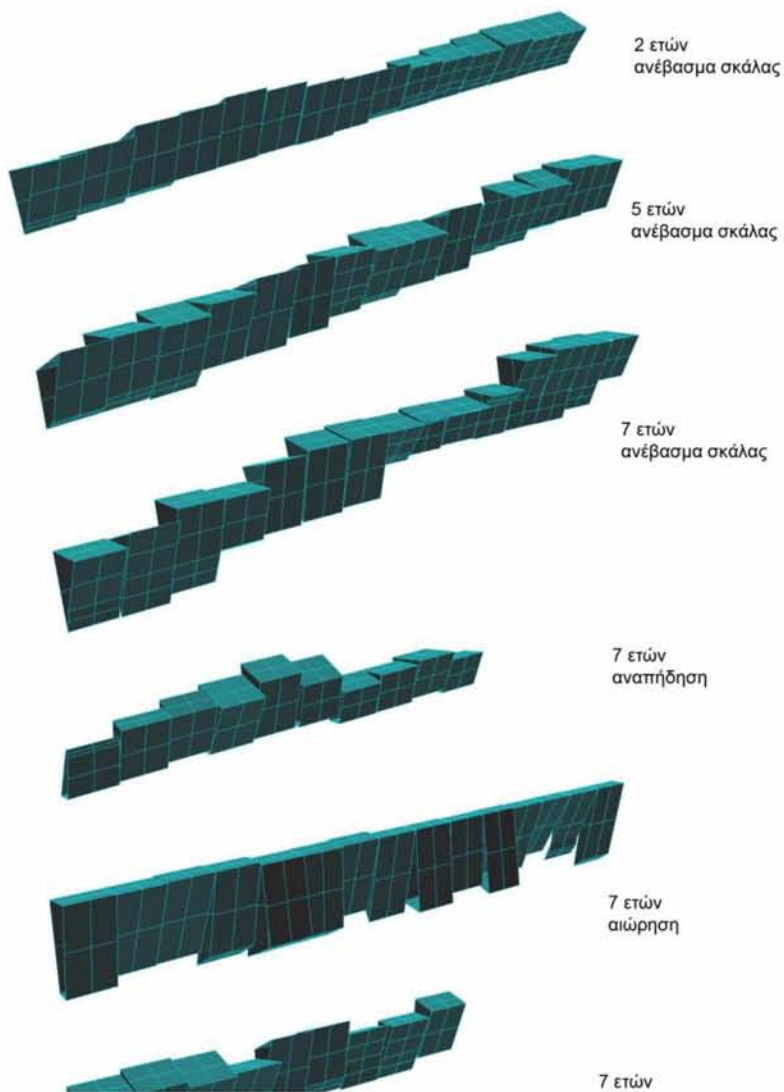 2 ετών
ανέβασμα σκάλας
5 ετών
ανέβασμα σκάλας
7 ετών
ανέβασμα σκάλας
7 ετών
αναπήδηση
7 ετών
αιώρηση
7 ετών